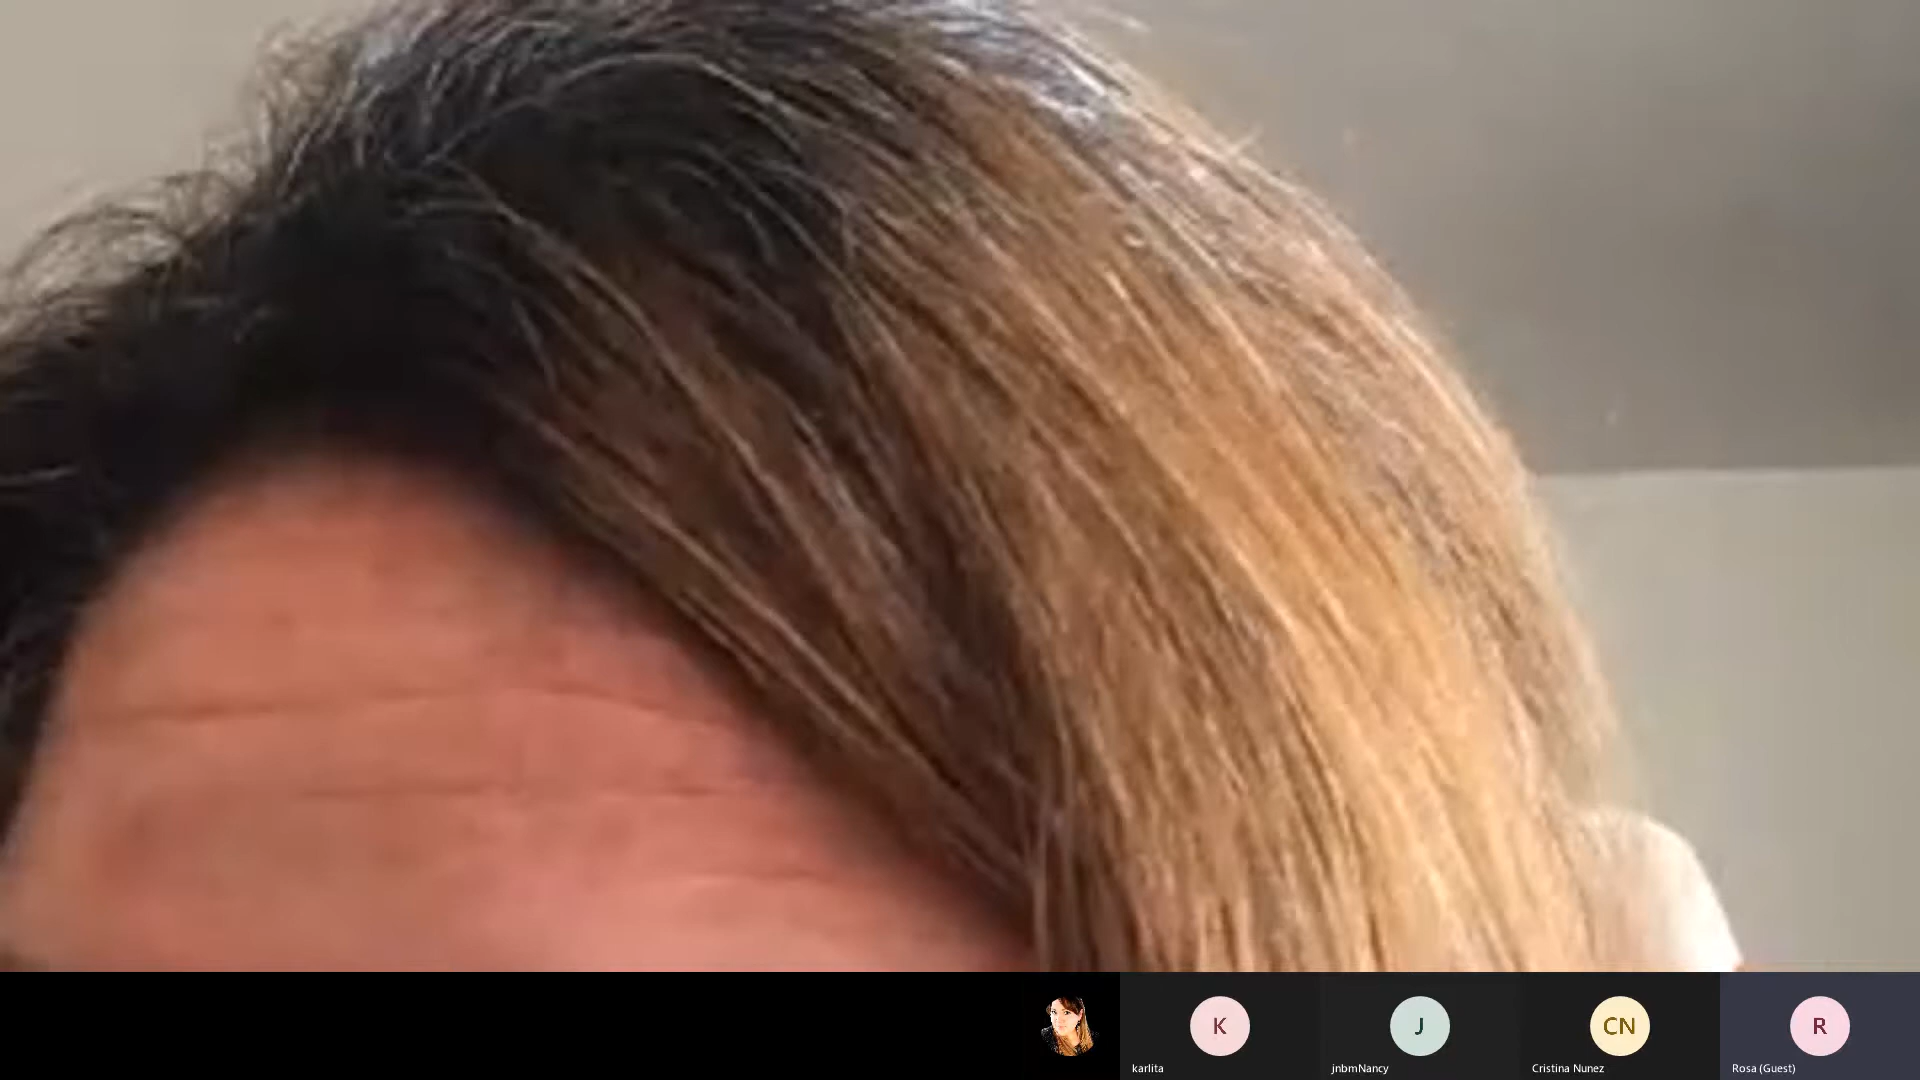 K
J
CN
R
karlita
jnbmNancy
Cristina Nunez
Rosa (Guest)